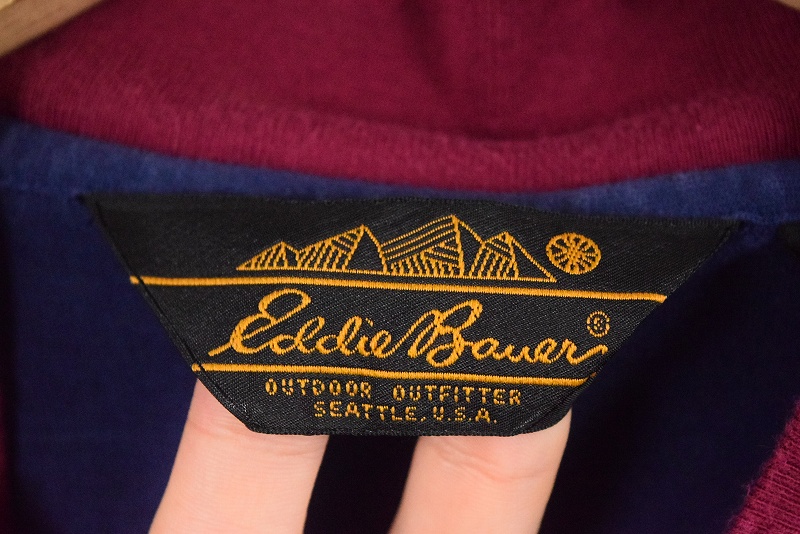 Eddie Bauer®
OUTDOOR OUTFITTER
SEATTLE, U.S.A.